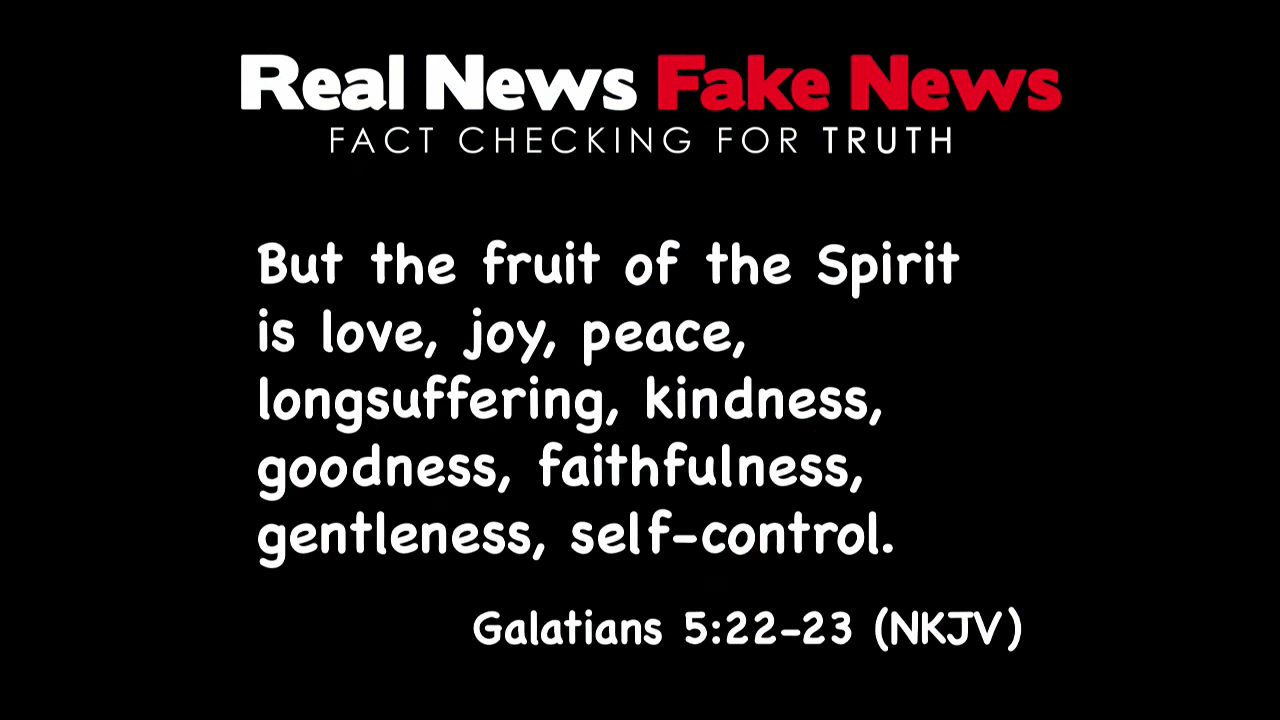 Real News Fake News
FACT CHECKING FOR TRUTH
But the fruit of the Spirit
is love, joy, peace,
longsuffering, kindness,
goodness, faithfulness,
gentleness, self-control.
Galatians 5:22-23 (NKJV)